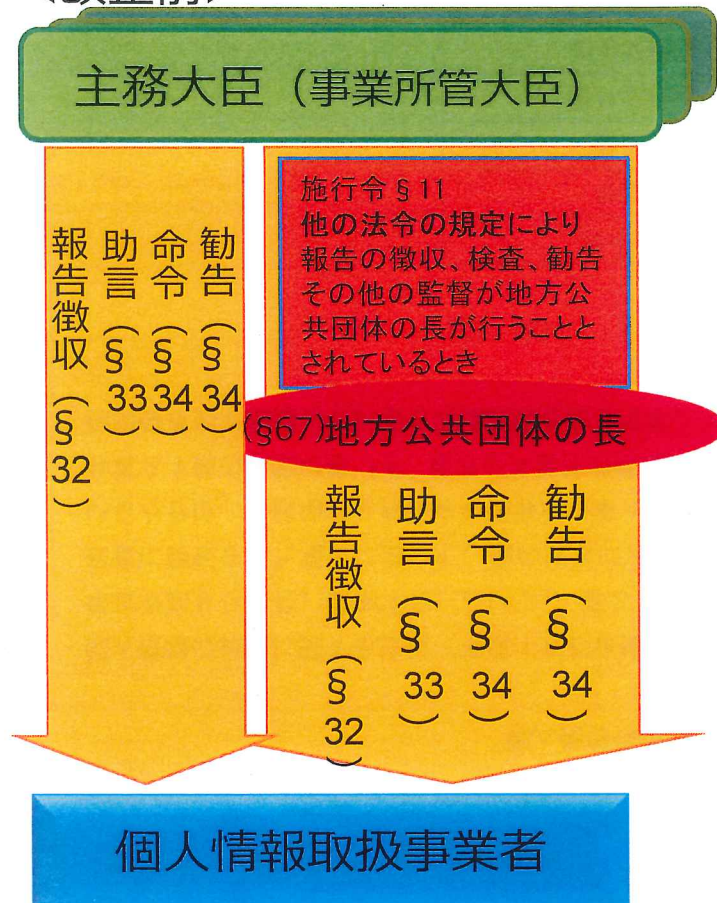 主務大臣（事業所管大臣）
施行令§11
他の法令の規定により
報告の徴収、検査、勧告
その他の監督が地方公
共団体の長が行うことと
されているとき
勧告（§34）
命令（§34）
助言（§33）
報告徴収（§32）
(§67)地方公共団体の長
勧告（§34）
命令（§34）
助言（§33）
報告徴収（§32）
個人情報取扱事業者